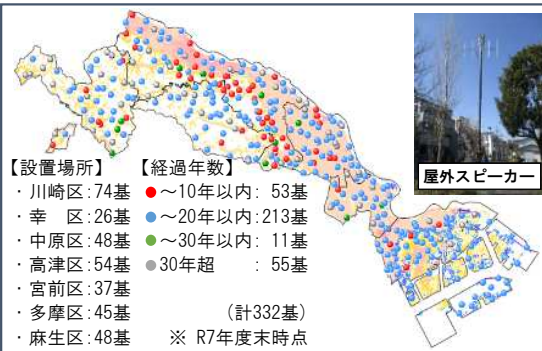 屋外スピーカー
【設置場所】 【経過年数】
・川崎区:74基 ●~10年以内: 53基
・幸 区:26基 ●~20年以内:213基
・中原区:48基 ●~30年以内: 11基
・高津区:54基 ●30年超 : 55基
・宮前区:37基
・多摩区:45基 (計332基)
・麻生区:48基 ※ R7年度末時点